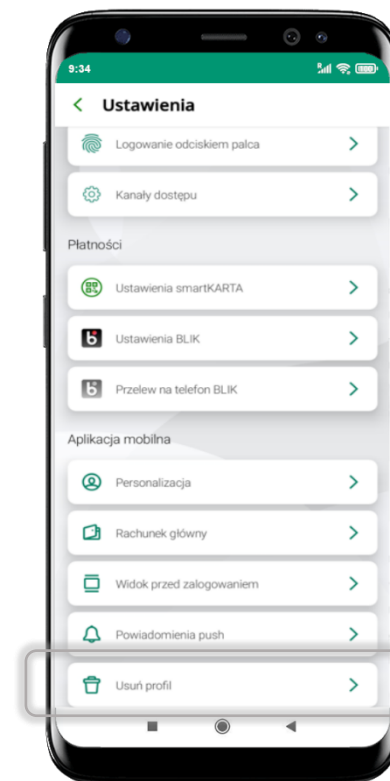 9:34
Ustawienia
Logowanie odciskiem palca
Kanały dostępu
Płatności
Ustawienia smartKARTA
Ustawienia BLIK
Przelew na telefon BLIK
Aplikacja mobilna
Personalizacja
Rachunek główny
Widok przed zalogowaniem
Powiadomienia push
Usuń profil